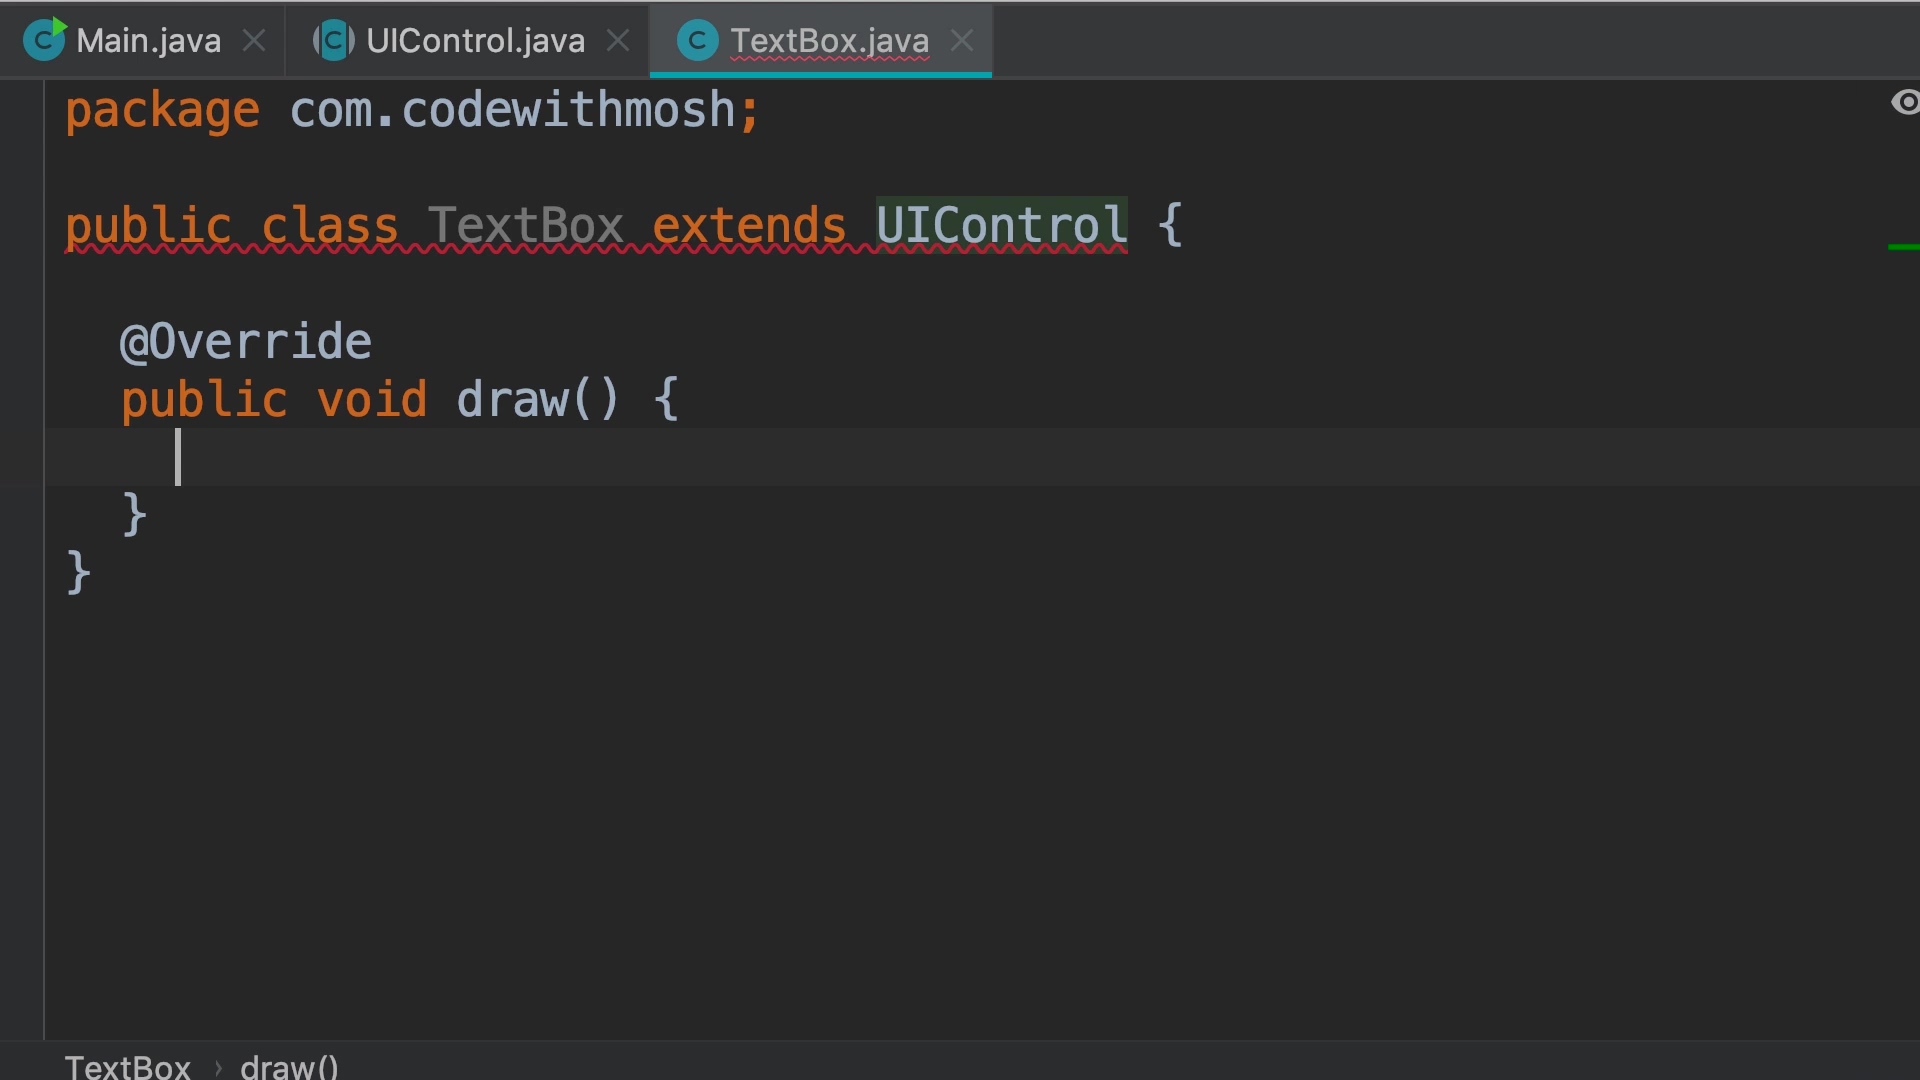 Main.java UIControl.java TextBox.java
package com.codewithmosh;
public class TextBox extends UIControl {
@Override
public void draw() {
}
}
TextBox › draw()